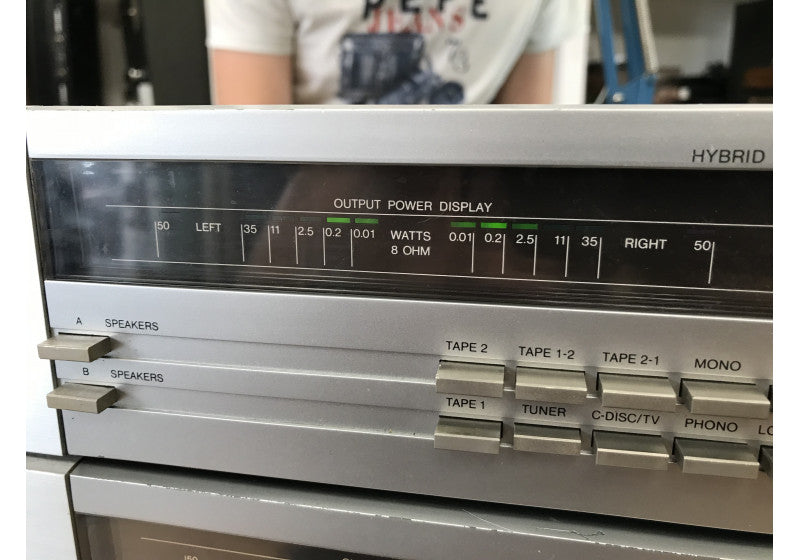 PEPE
JEANS
HYBRID
OUTPUT POWER DISPLAY
50 LEFT 35 11 2.5 0.2 0.01 WATTS 0.01 0.2 2.5 11 35 RIGHT 50
8 OHM
A SPEAKERS
TAPE 2 TAPE 1-2 TAPE 2-1 MONO
B SPEAKERS
TAPE 1 TUNER C-DISC/TV PHONO LO
50